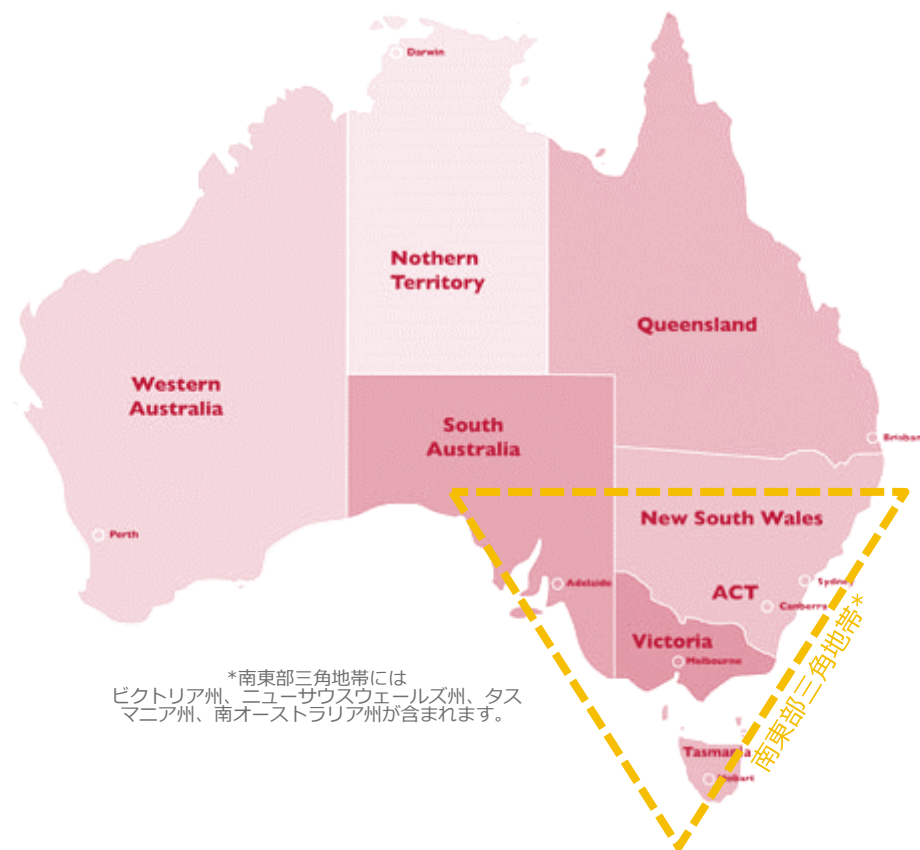 Darwin
Nothern
Territory
Queensland
Western
Australia
South
Australia
Brisban
New South Wales
Perth
Adelaide
Sydney
ACT
Canberra
Victoria
Melbourne
南東部三角地帯*
*南東部三角地帯には
ビクトリア州、ニューサウスウェールズ州、タス
マニア州、南オーストラリア州が含まれます。
Tasmania
Hobart